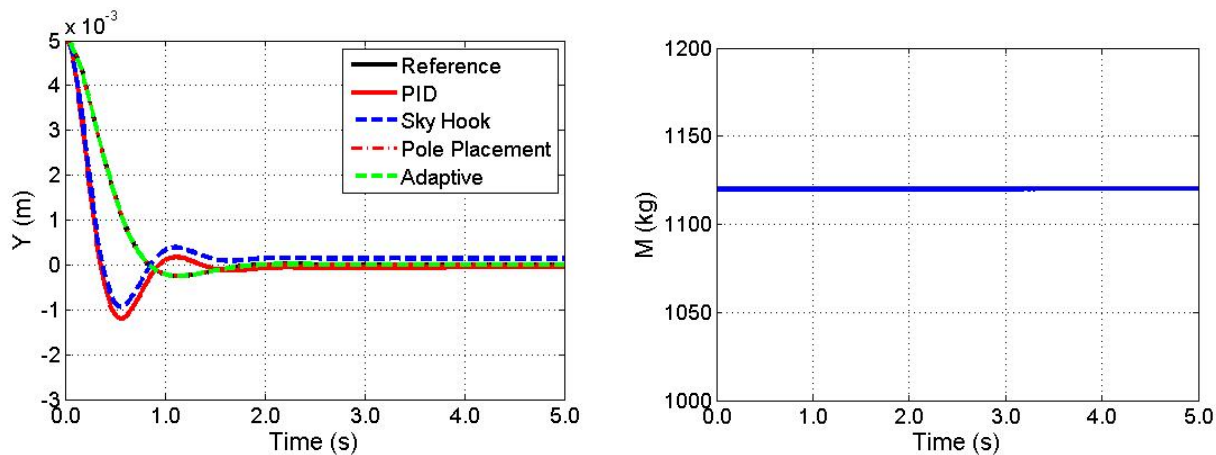 x 10^-3
5
4
3
2
1
0
-1
-2
-3
Y (m)
0.0 1.0 2.0 3.0 4.0 5.0
Time (s)
Reference
PID
Sky Hook
Pole Placement
Adaptive
1200
1150
1100
1050
1000
M (kg)
0.0 1.0 2.0 3.0 4.0 5.0
Time (s)